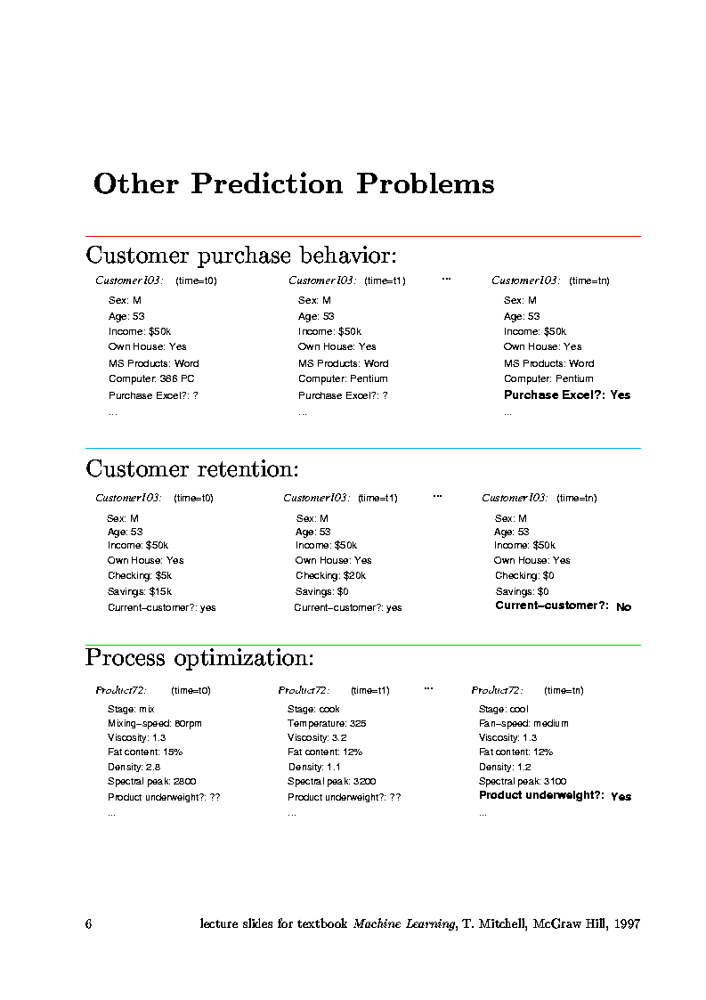 Other Prediction Problems
Customer purchase behavior:
Customer103: (time=t0) Customer103: (time=t1) ... Customer103: (time=tn)
Sex: M Sex: M Sex: M
Age: 53 Age: 53 Age: 53
Income: $50k Income: $50k Income: $50k
Own House: Yes Own House: Yes Own House: Yes
MS Products: Word MS Products: Word MS Products: Word
Computer: 386 PC Computer: Pentium Computer: Pentium
Purchase Excel?: ? Purchase Excel?: ? Purchase Excel?: Yes
... ... ...
Customer retention:
Customer103: (time=t0) Customer103: (time=t1) ... Customer103: (time=tn)
Sex: M Sex: M Sex: M
Age: 53 Age: 53 Age: 53
Income: $50k Income: $50k Income: $50k
Own House: Yes Own House: Yes Own House: Yes
Checking: $5k Checking: $20k Checking: $0
Savings: $15k Savings: $0 Savings: $0
Current–customer?: yes Current–customer?: yes Current–customer?: No
Process optimization:
Product72: (time=t0) Product72: (time=t1) ... Product72: (time=tn)
Stage: mix Stage: cook Stage: cool
Mixing–speed: 60rpm Temperature: 325 Fan–speed: medium
Viscosity: 1.3 Viscosity: 3.2 Viscosity: 1.3
Fat content: 15% Fat content: 12% Fat content: 12%
Density: 2.8 Density: 1.1 Density: 1.2
Spectral peak: 2800 Spectral peak: 3200 Spectral peak: 3100
Product underweight?: ?? Product underweight?: ?? Product underweight?: Yes
... ... ...
6 lecture slides for textbook Machine Learning, T. Mitchell, McGraw Hill, 1997